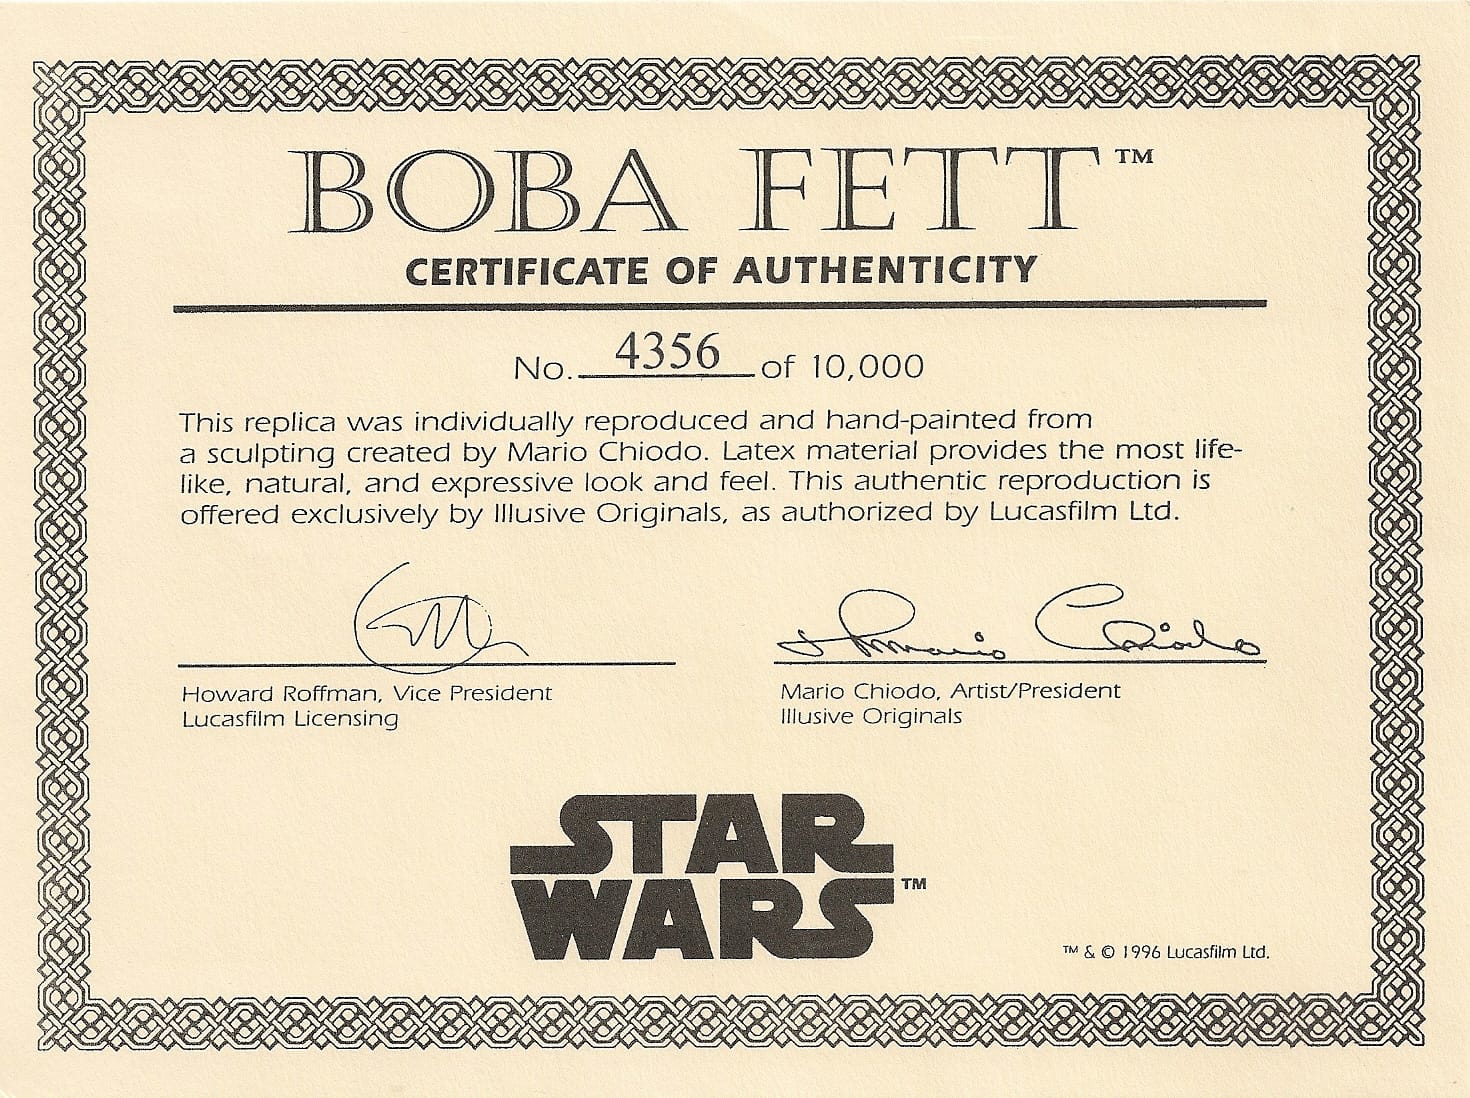 BOBA FETT™
CERTIFICATE OF AUTHENTICITY
No. 4356 of 10,000
This replica was individually reproduced and hand-painted from
a sculpting created by Mario Chiodo. Latex material provides the most life-
like, natural, and expressive look and feel. This authentic reproduction is
offered exclusively by Illusive Originals, as authorized by Lucasfilm Ltd.
Mario Chiodo
Howard Roffman, Vice President
Lucasfilm Licensing
Mario Chiodo, Artist/President
Illusive Originals
STAR
WARS™
™ & © 1996 Lucasfilm Ltd.